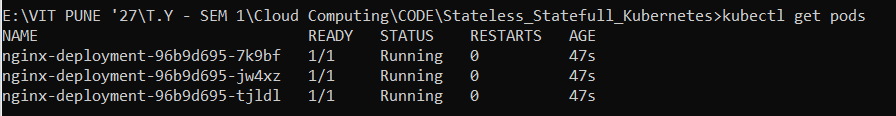 E:\VIT PUNE '27\T.Y - SEM 1\Cloud Computing\CODE\Stateless_Statefull_Kubernetes>kubectl get pods
NAME READY STATUS RESTARTS AGE
nginx-deployment-96b9d695-7k9bf 1/1 Running 0 47s
nginx-deployment-96b9d695-jw4xz 1/1 Running 0 47s
nginx-deployment-96b9d695-tjldl 1/1 Running 0 47s